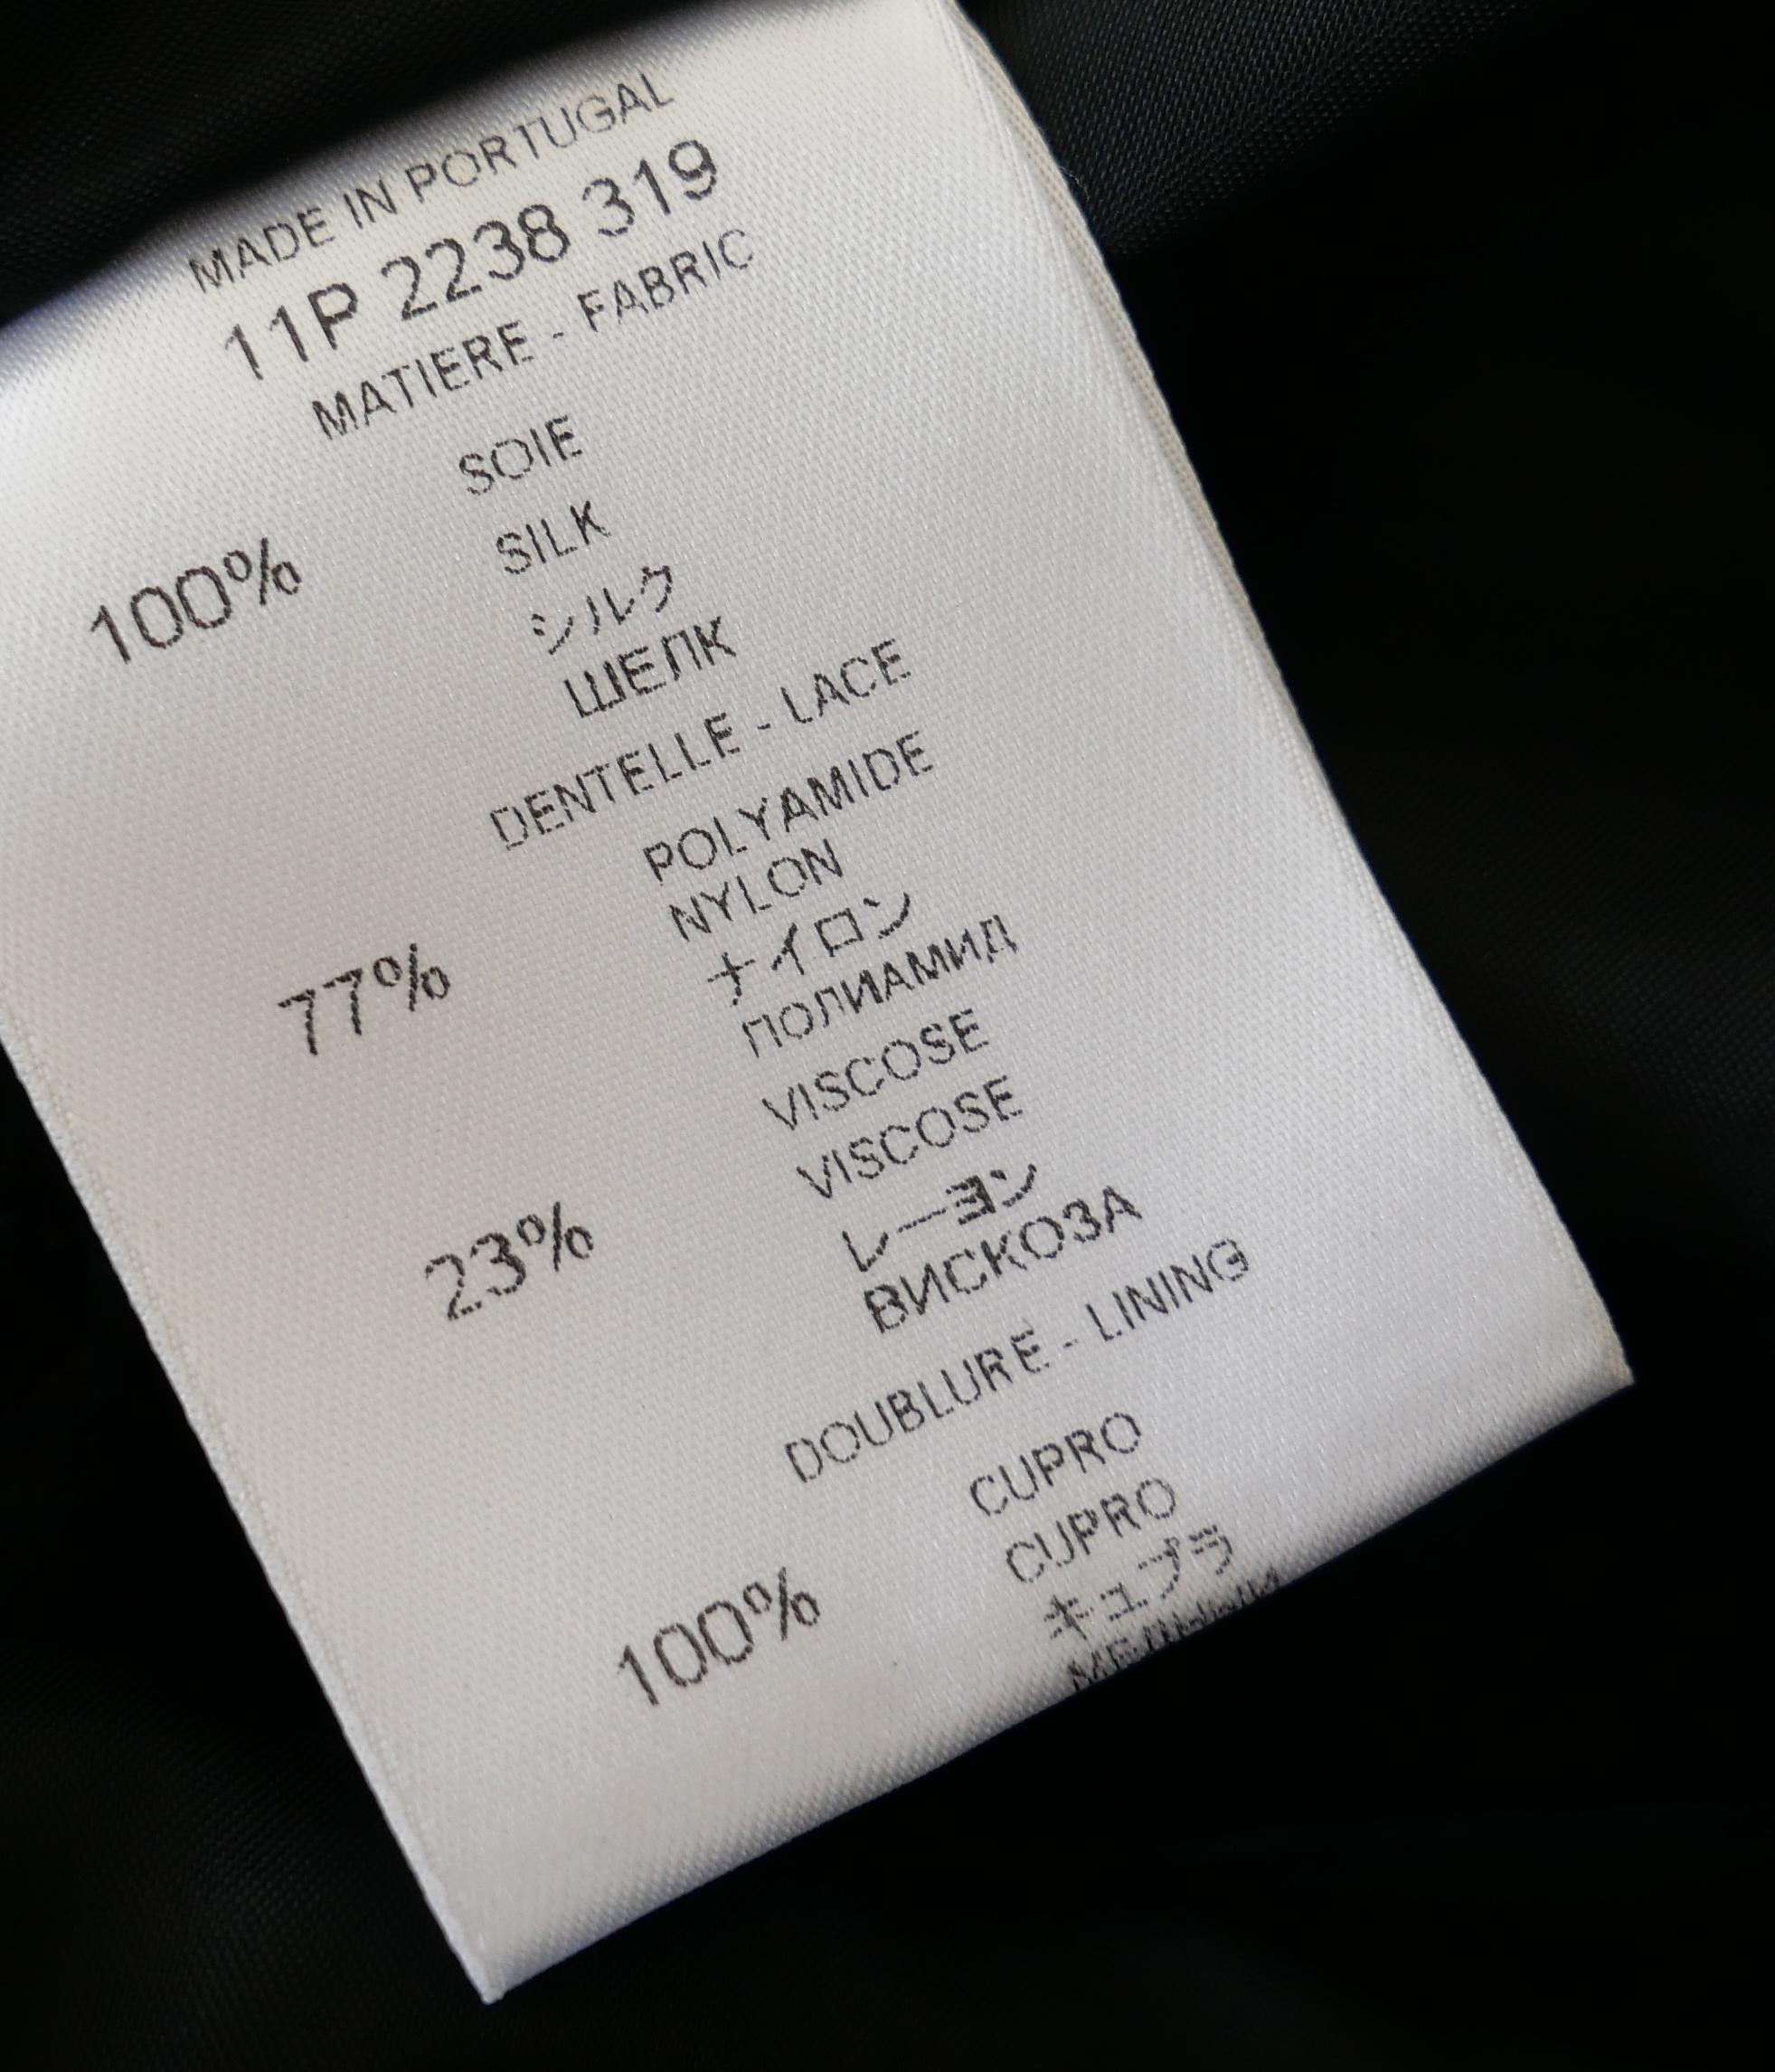 MADE IN PORTUGAL
11P 2238 319
MATIERE - FABRIC
SOIE
100% SILK
シルク
ШЕЛК
DENTELLE - LACE
POLYAMIDE
NYLON
77% ナイロン
ПОЛИАМИД
VISCOSE
VISCOSE
23% レーヨン
ВИСКОЗА
DOUBLURE - LINING
CUPRO
CUPRO
100% キュプラ